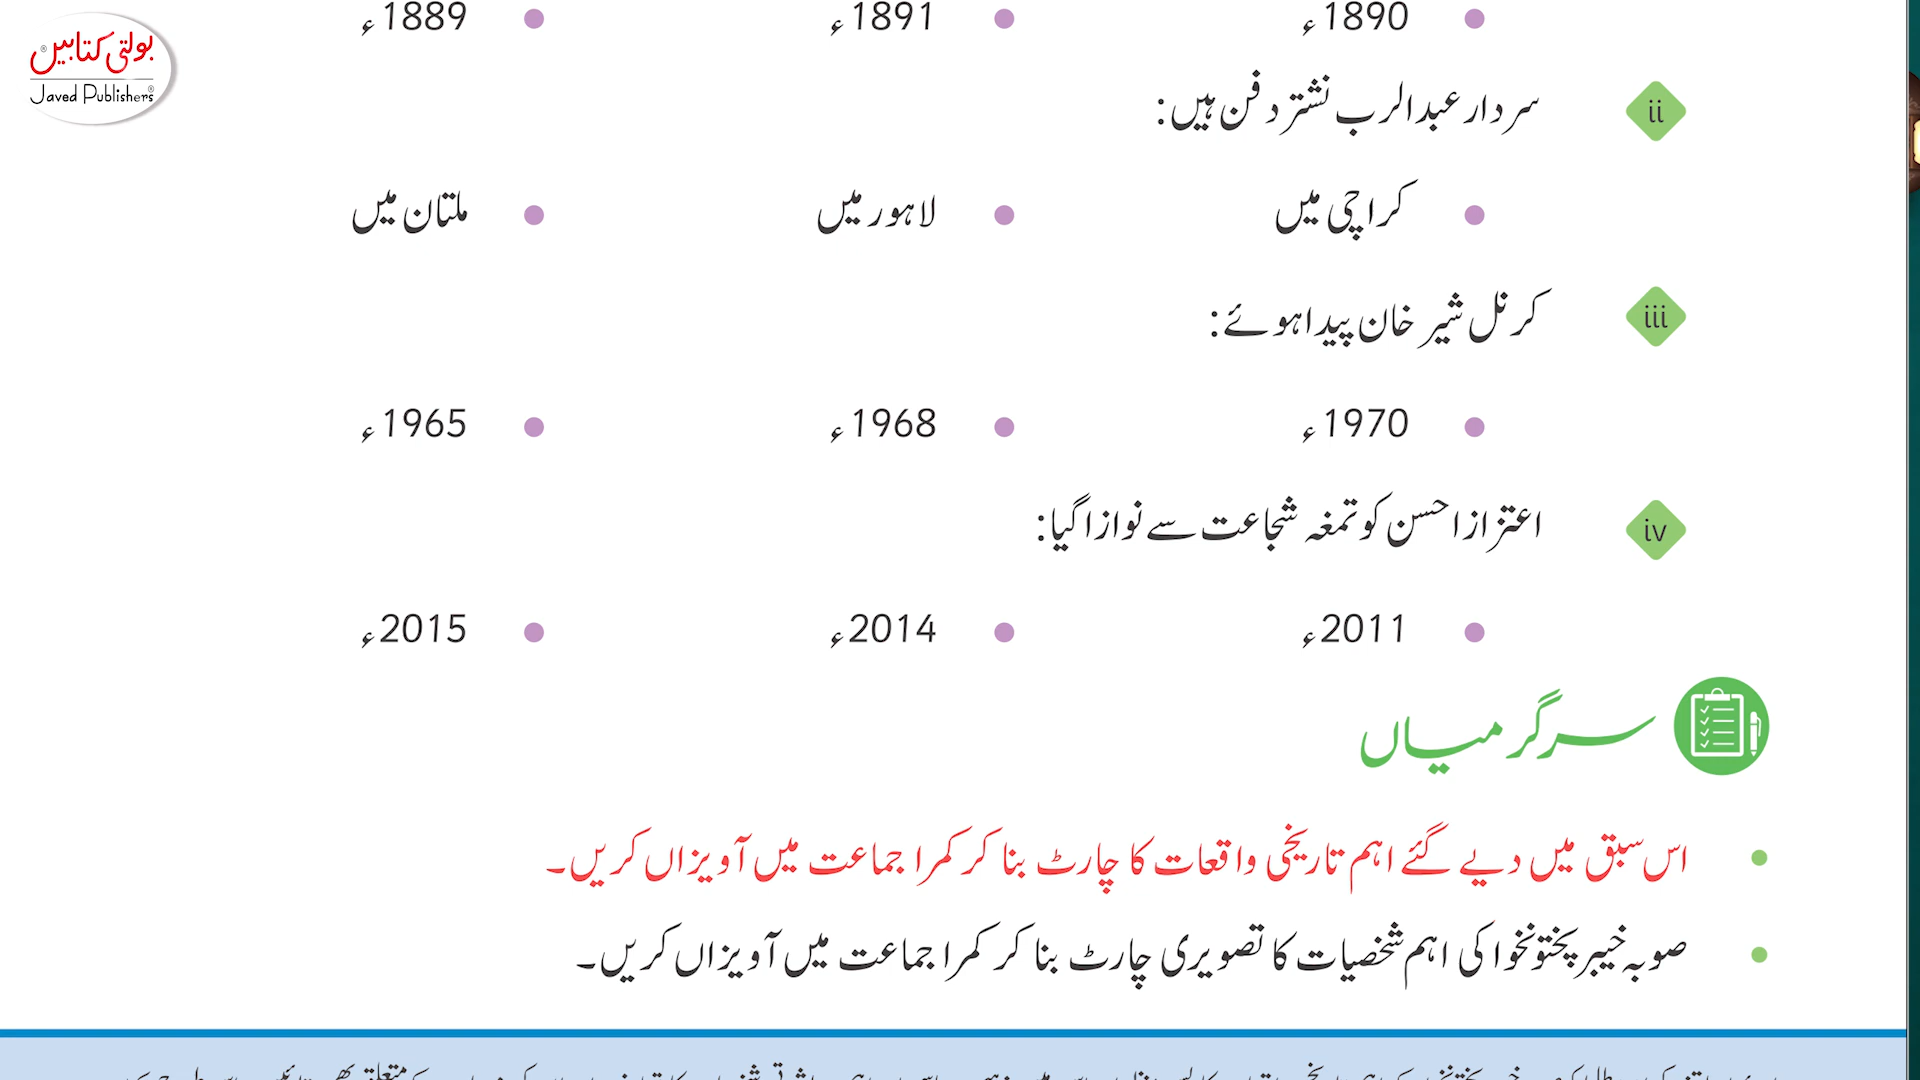 بولتی کتابیں
Javed Publishers
1890ء 1891ء 1889ء
ii سردار عبدالرب نشتر دفن ہیں:
کراچی میں لاہور میں ملتان میں
iii کرنل شیر خان پیدا ہوئے:
1970ء 1968ء 1965ء
iv اعتزاز احسن کو تمغہ شجاعت سے نوازا گیا:
2011ء 2014ء 2015ء
سرگرمیاں
اس سبق میں دیے گئے اہم تاریخی واقعات کا چارٹ بنا کر کمرا جماعت میں آویزاں کریں۔
صوبہ خیبر پختونخوا کی اہم شخصیات کا تصویری چارٹ بنا کر کمرا جماعت میں آویزاں کریں۔